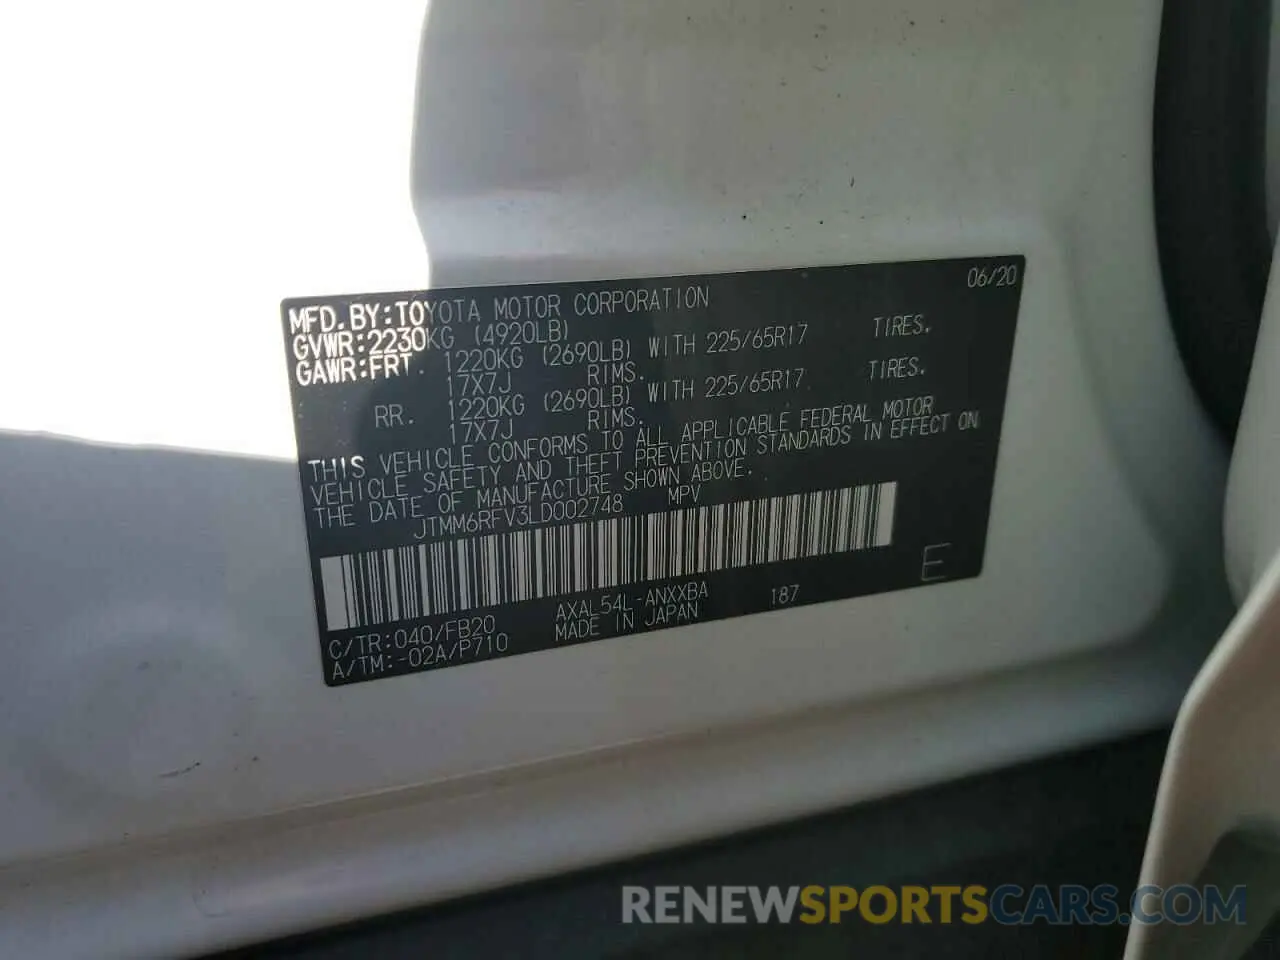 06/20
MFD.BY:TOYOTA MOTOR CORPORATION
GVWR:2230KG (4920LB)
GAWR:FRT. 1220KG (2690LB) WITH 225/65R17 TIRES.
17X7J RIMS.
RR. 1220KG (2690LB) WITH 225/65R17 TIRES.
17X7J RIMS.
THIS VEHICLE CONFORMS TO ALL APPLICABLE FEDERAL MOTOR
VEHICLE SAFETY AND THEFT PREVENTION STANDARDS IN EFFECT ON
THE DATE OF MANUFACTURE SHOWN ABOVE.
JTMM6RFV3LD002748 MPV
E
C/TR:040/FB20 AXAL54L-ANXXBA 187
A/TM:-02A/P710 MADE IN JAPAN
RENEWSPORTSCARS.COM